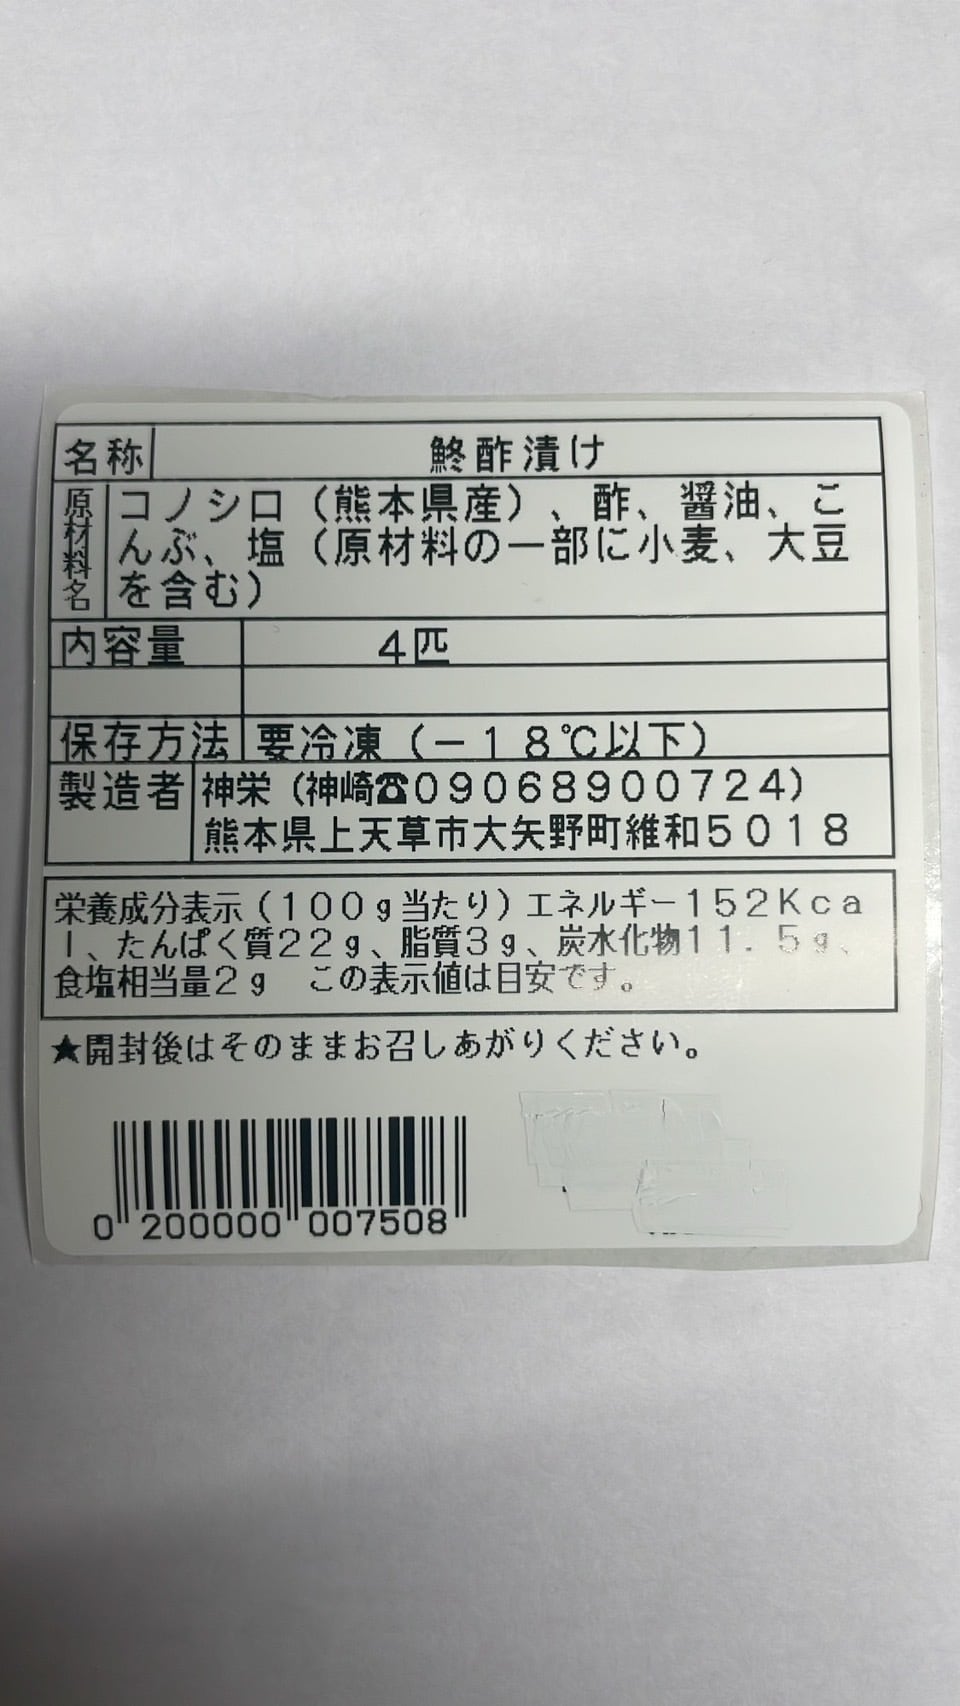 名称 鮗酢漬け
原材料名 コノシロ（熊本県産）、酢、醤油、こ
んぶ、塩（原材料の一部に小麦、大豆
を含む）
内容量 4匹
保存方法 要冷凍（－18℃以下）
製造者 神栄（神崎☎09068900724）
熊本県上天草市大矢野町維和5018
栄養成分表示（100g当たり）エネルギー152Kca
l、たんぱく質22g、脂質3g、炭水化物11.5g、
食塩相当量2g この表示値は目安です。
★開封後はそのままお召しあがりください。
0 200000 007508